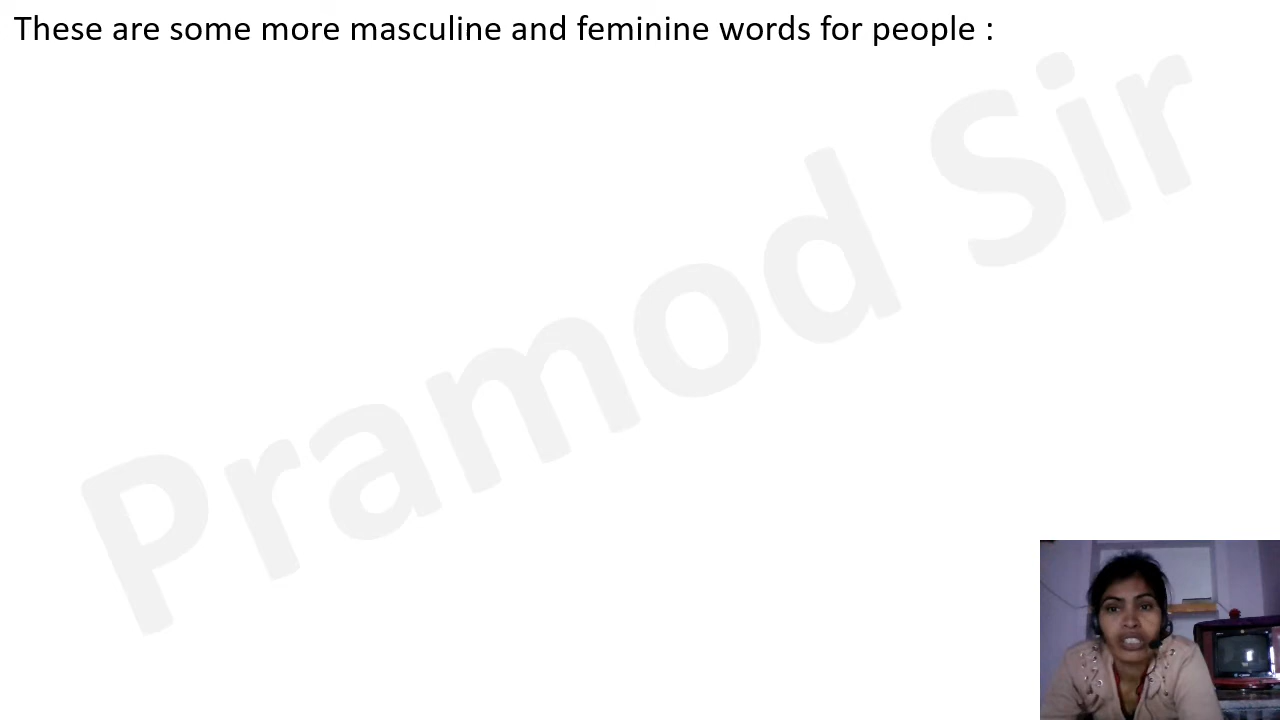 These are some more masculine and feminine words for people :
Pramod Sir